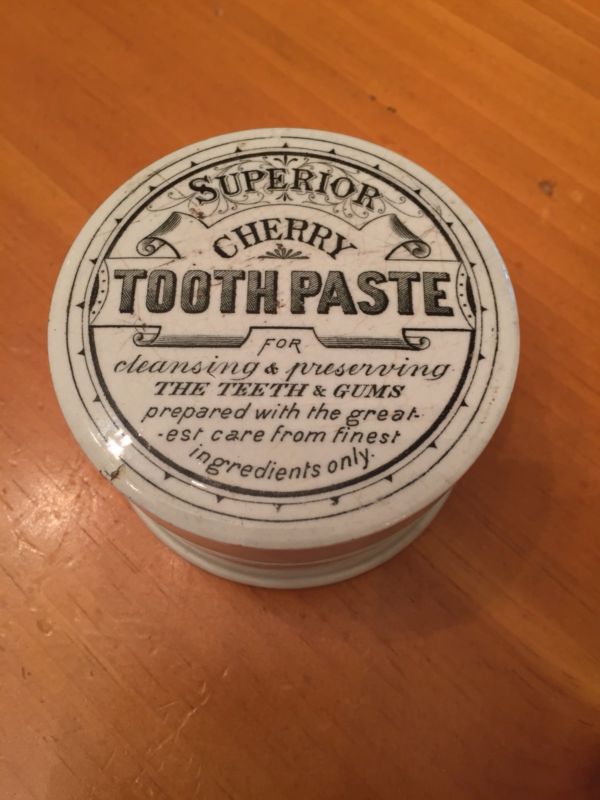 SUPERIOR
CHERRY
TOOTH PASTE
FOR
cleansing & preserving
THE TEETH & GUMS
prepared with the great-
-est care from finest
ingredients only.